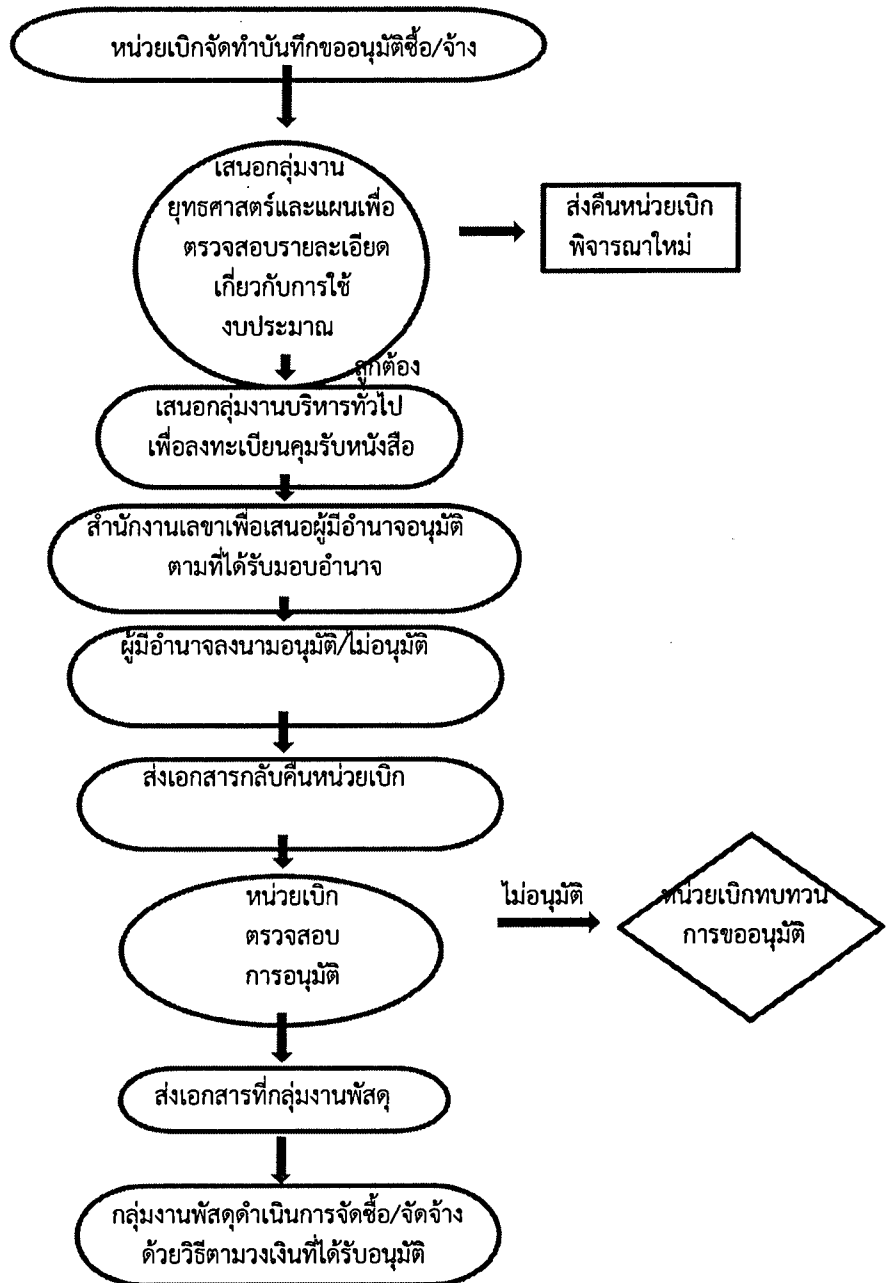 หน่วยเบิกจัดทำบันทึกขออนุมัติซื้อ/จ้าง
เสนอกลุ่มงาน
ยุทธศาสตร์และแผนเพื่อ
ตรวจสอบรายละเอียด
เกี่ยวกับการใช้
งบประมาณ
ส่งคืนหน่วยเบิก
พิจารณาใหม่
ถูกต้อง
เสนอกลุ่มงานบริหารทั่วไป
เพื่อลงทะเบียนคุมรับหนังสือ
สำนักงานเลขาเพื่อเสนอผู้มีอำนาจอนุมัติ
ตามที่ได้รับมอบอำนาจ
ผู้มีอำนาจลงนามอนุมัติ/ไม่อนุมัติ
ส่งเอกสารกลับคืนหน่วยเบิก
หน่วยเบิก
ตรวจสอบ
การอนุมัติ
ไม่อนุมัติ
หน่วยเบิกทบทวน
การขออนุมัติ
ส่งเอกสารที่กลุ่มงานพัสดุ
กลุ่มงานพัสดุดำเนินการจัดซื้อ/จัดจ้าง
ด้วยวิธีตามวงเงินที่ได้รับอนุมัติ